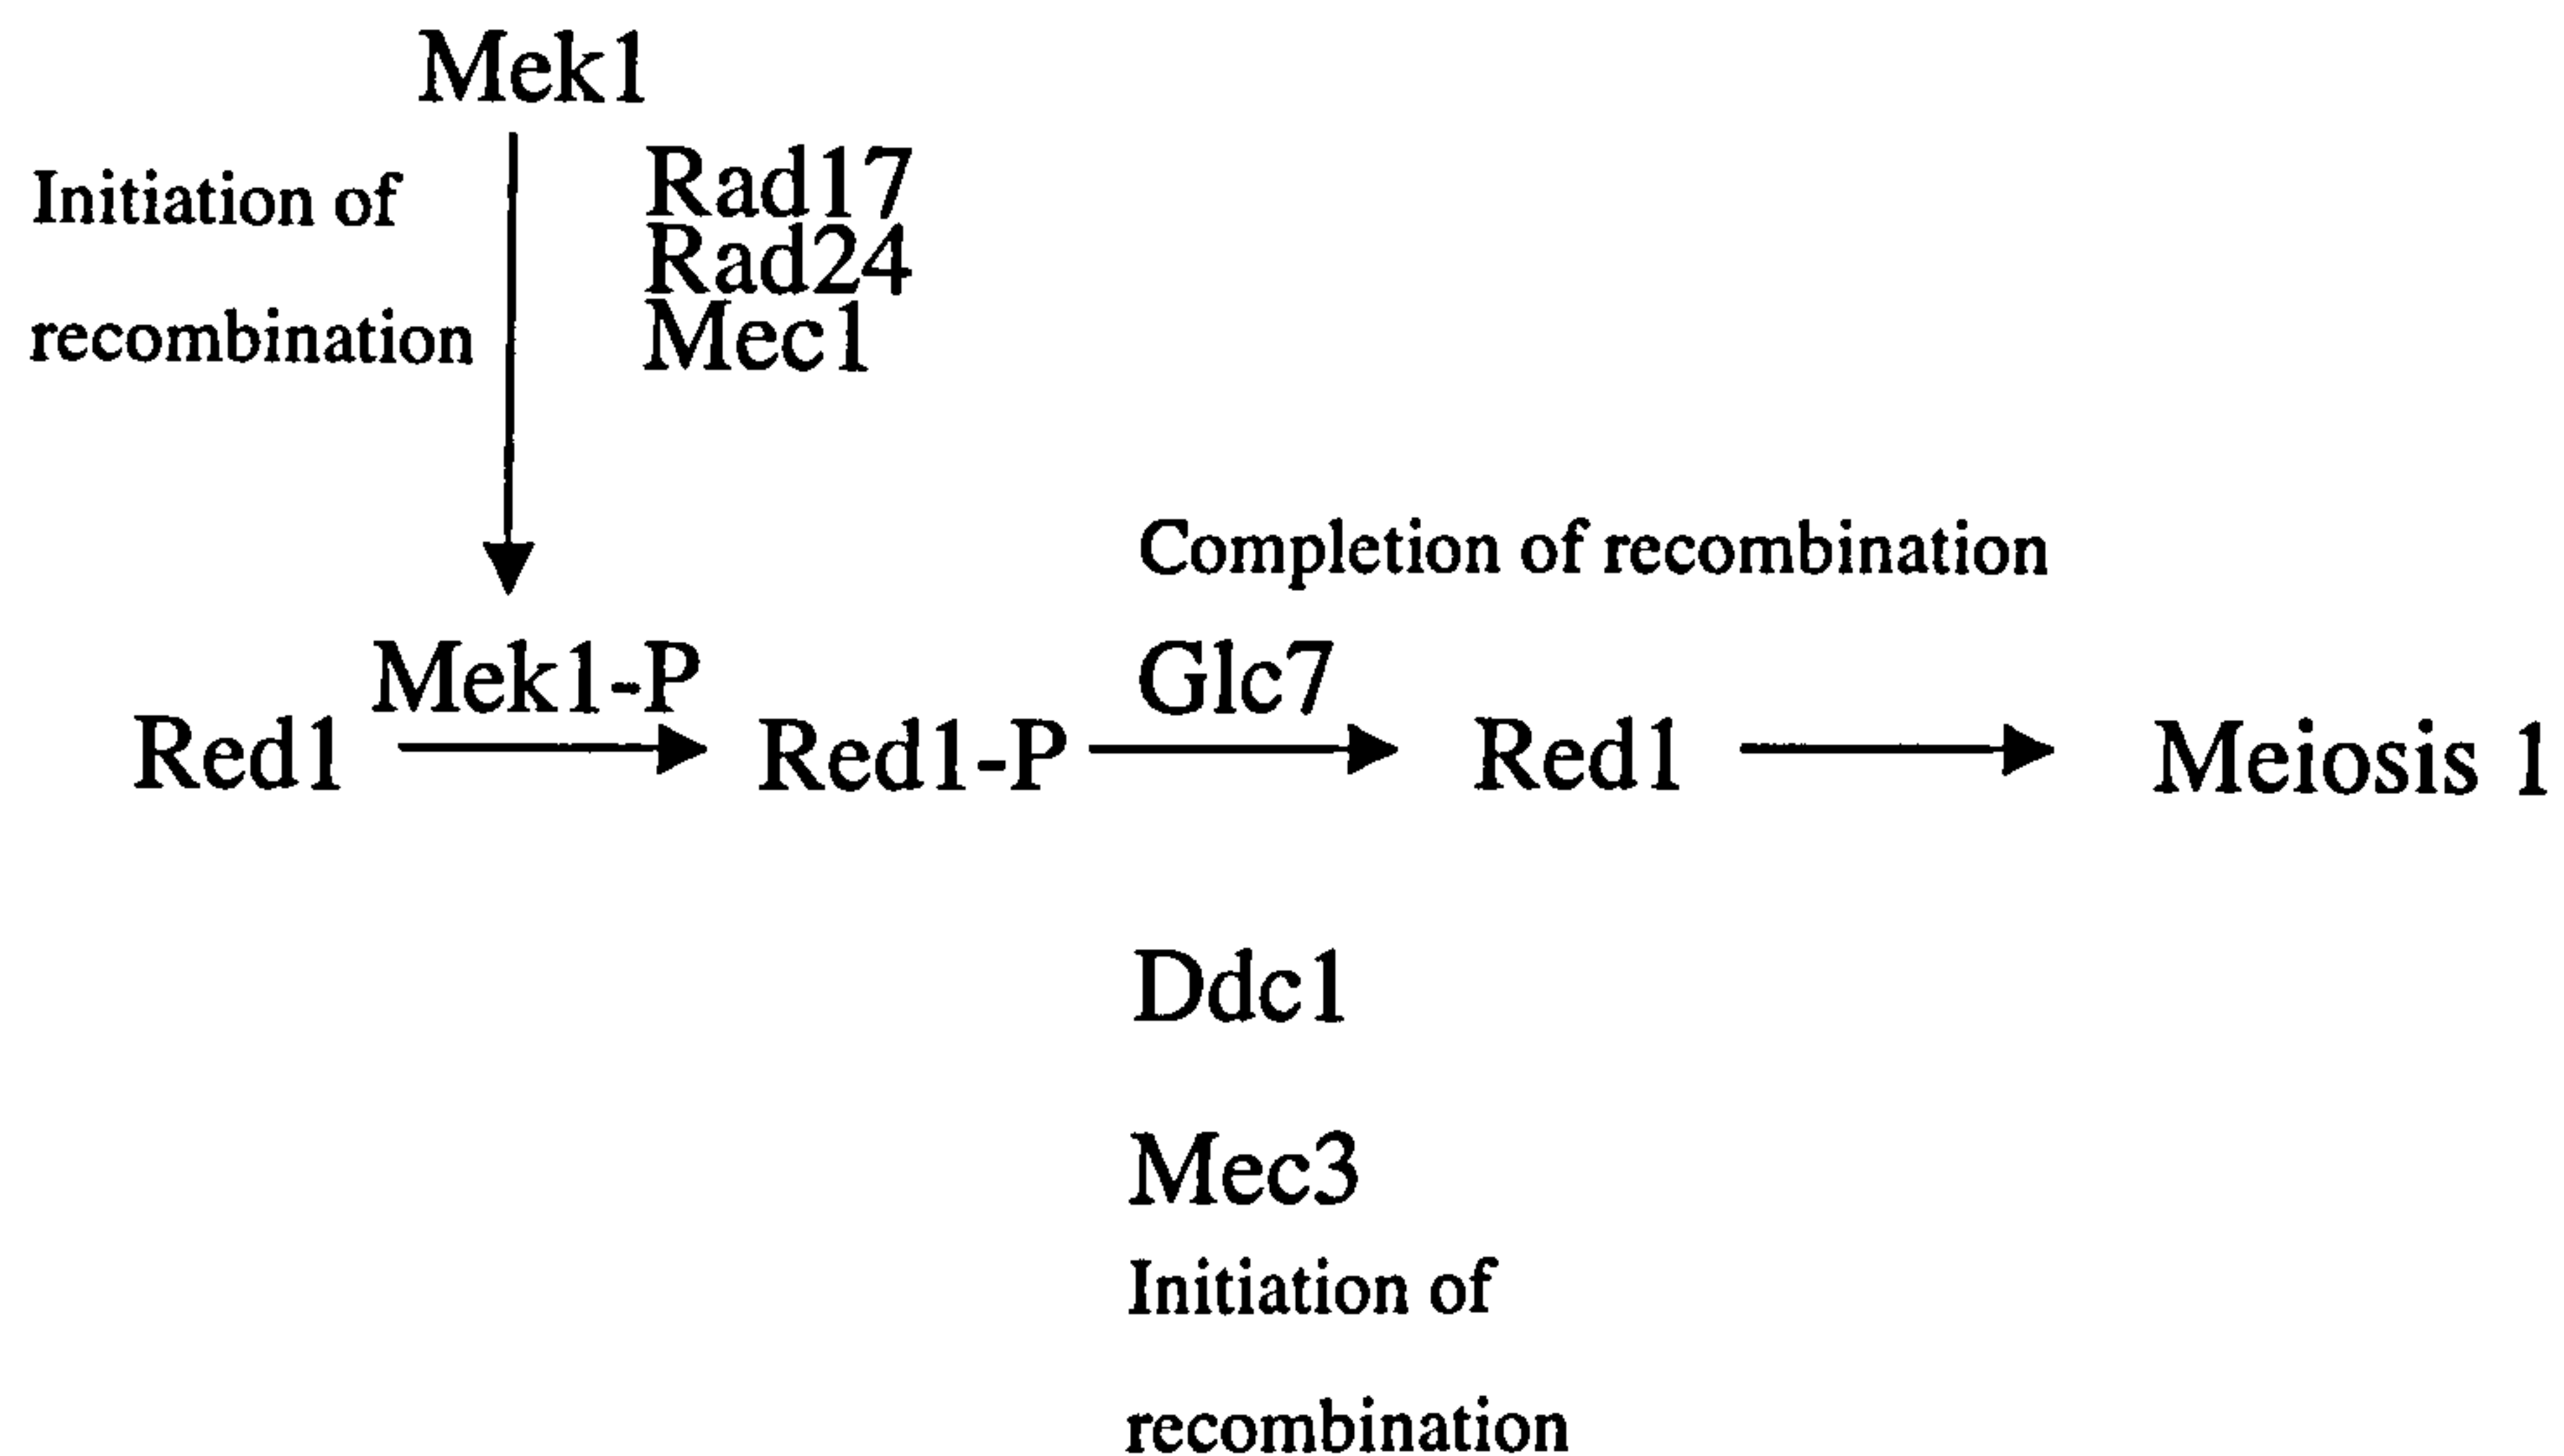 Mek1
Initiation of
recombination
Rad17
Rad24
Mec1
Completion of recombination
Mek1-P
Glc7
Red1
Red1-P
Red1
Meiosis 1
Ddc1
Mec3
Initiation of
recombination